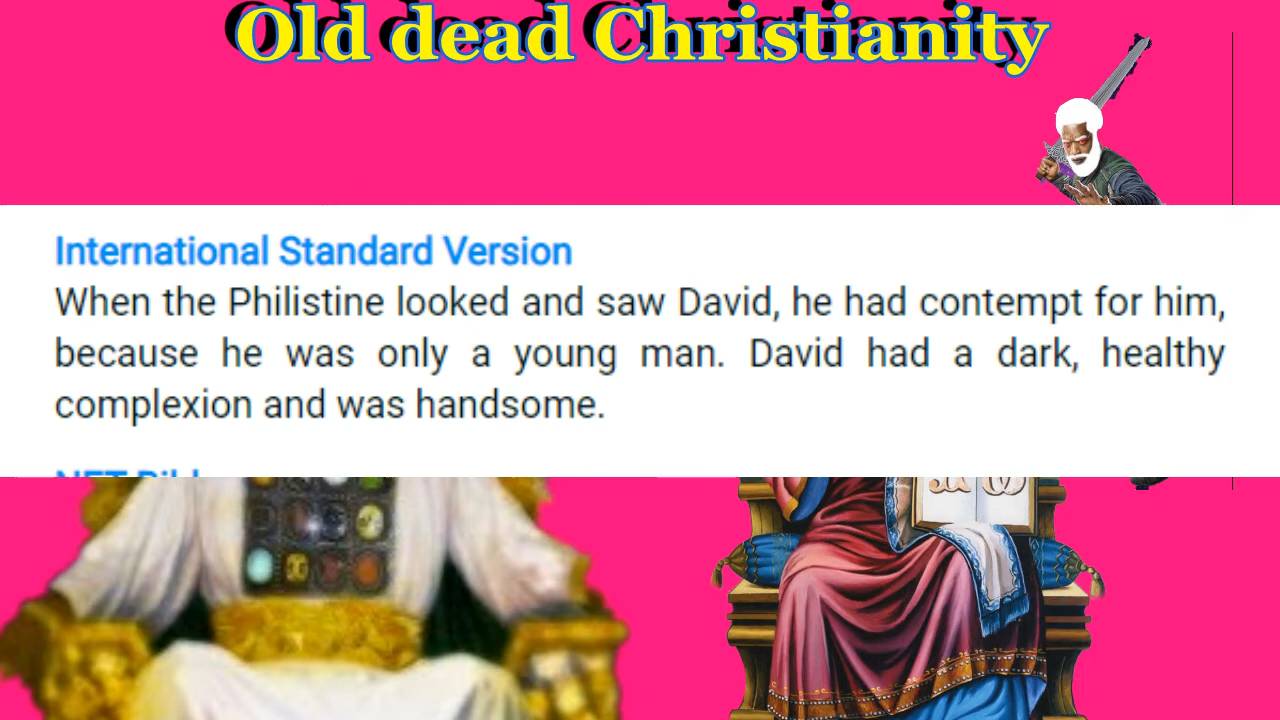 Old dead Christianity
International Standard Version
When the Philistine looked and saw David, he had contempt for him,
because he was only a young man. David had a dark, healthy
complexion and was handsome.